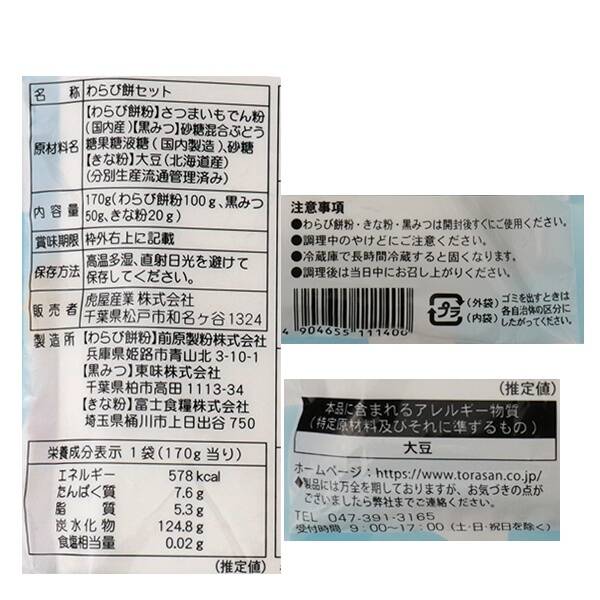 名 称 わらび餅セット
原材料名 【わらび餅粉】さつまいもでん粉
(国内産)【黒みつ】砂糖混合ぶどう
糖果糖液糖(国内製造)、砂糖
【きな粉】大豆(北海道産)
(分別生産流通管理済み)
内容量 170g(わらび餅粉100g、黒みつ
50g、きな粉20g)
賞味期限 枠外右上に記載
保存方法 高温多湿、直射日光を避けて
保存してください。
販売者 虎屋産業株式会社
千葉県松戸市和名ヶ谷1324
製造所 【わらび餅粉】前原製粉株式会社
兵庫県姫路市青山北3-10-1
【黒みつ】東味株式会社
千葉県柏市高田1113-34
【きな粉】富士食糧株式会社
埼玉県桶川市上日出谷750
栄養成分表示 1袋(170g当り)
エネルギー 578kcal
たんぱく質 7.6g
脂質 5.3g
炭水化物 124.8g
食塩相当量 0.02g
(推定値)
注意事項
●わらび餅粉・きな粉・黒みつは開封後すぐにご使用ください。
●調理中のやけどにご注意ください。
●冷蔵庫で長時間冷蔵すると固くなります。
●調理後は当日中にお召し上がりください。
4 904655 111400
プラ
(外袋)
(内袋)
ゴミを出すときは
各自治体の区分に
したがってください。
(推定値)
本品に含まれるアレルギー物質
(特定原材料及びそれに準ずるもの)
大豆
ホームページ:https://www.torasan.co.jp/
◆製品には万全を期しておりますが、お気づきの点が
ございましたら弊社までご連絡ください。
TEL 047-391-3165
受付時間 9:00〜17:00(土・日・祝日を除く)